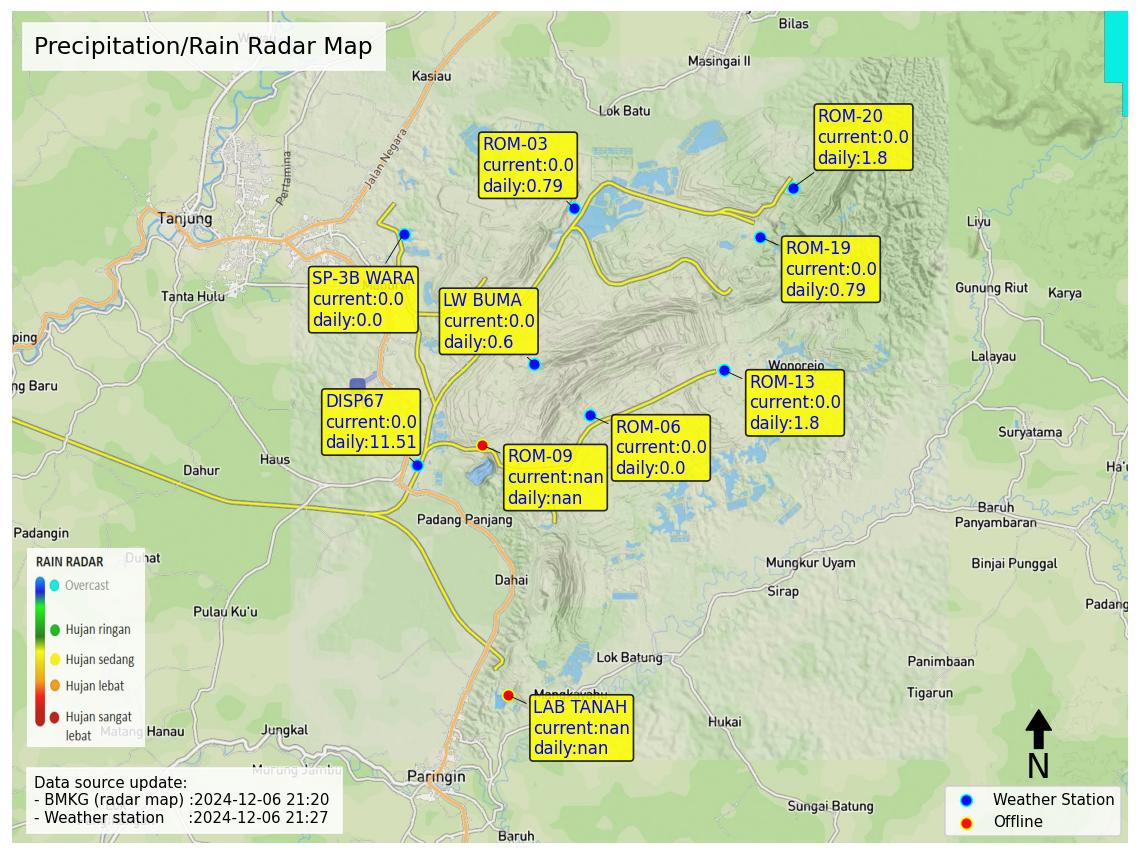 Precipitation/Rain Radar Map
Bilas
Masingai II
Kasiau
Lok Batu
Jalan Negara
Pertamina
Tanjung
Tanta Hulu
ROM-03
current:0.0
daily:0.79
ROM-20
current:0.0
daily:1.8
ROM-19
current:0.0
daily:0.79
SP-3B WARA
current:0.0
daily:0.0
LW BUMA
current:0.0
daily:0.6
Liyu
Gunung Riut
Karya
Lalayau
ping
ng Baru
Wonorejo
ROM-13
current:0.0
daily:1.8
DISP67
current:0.0
daily:11.51
ROM-06
current:0.0
daily:0.0
ROM-09
current:nan
daily:nan
Suryatama
Haus
Dahur
Ha'u
Baruh
Panyambaran
Padang Panjang
Padangin
Duhat
Binjai Punggal
Mungkur Uyam
Dahai
Sirap
Padang
Pulau Ku'u
RAIN RADAR
Overcast
Hujan ringan
Hujan sedang
Hujan lebat
Hujan sangat
lebat
Lok Batung
Panimbaan
Tigarun
Mangkayahu
LAB TANAH
current:nan
daily:nan
Hukai
Matang Hanau
Jungkal
Murung Jambu
Paringin
Sungai Batung
Baruh
N
Data source update:
- BMKG (radar map) :2024-12-06 21:20
- Weather station :2024-12-06 21:27
Weather Station
Offline